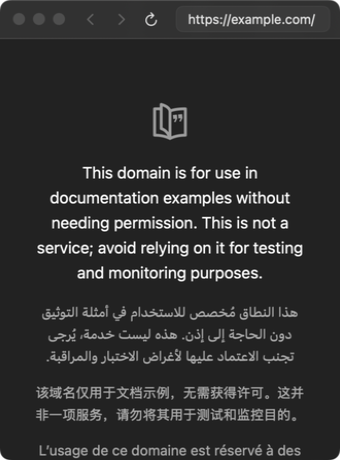 https://example.com/
This domain is for use in
documentation examples without
needing permission. This is not a
service; avoid relying on it for testing
and monitoring purposes.
هذا النطاق مُخصص للاستخدام في أمثلة التوثيق
دون الحاجة إلى إذن. هذه ليست خدمة، يُرجى
تجنب الاعتماد عليها لأغراض الاختبار والمراقبة.
该域名仅用于文档示例，无需获得许可。这并
非一项服务，请勿将其用于测试和监控目的。
L'usage de ce domaine est réservé à des